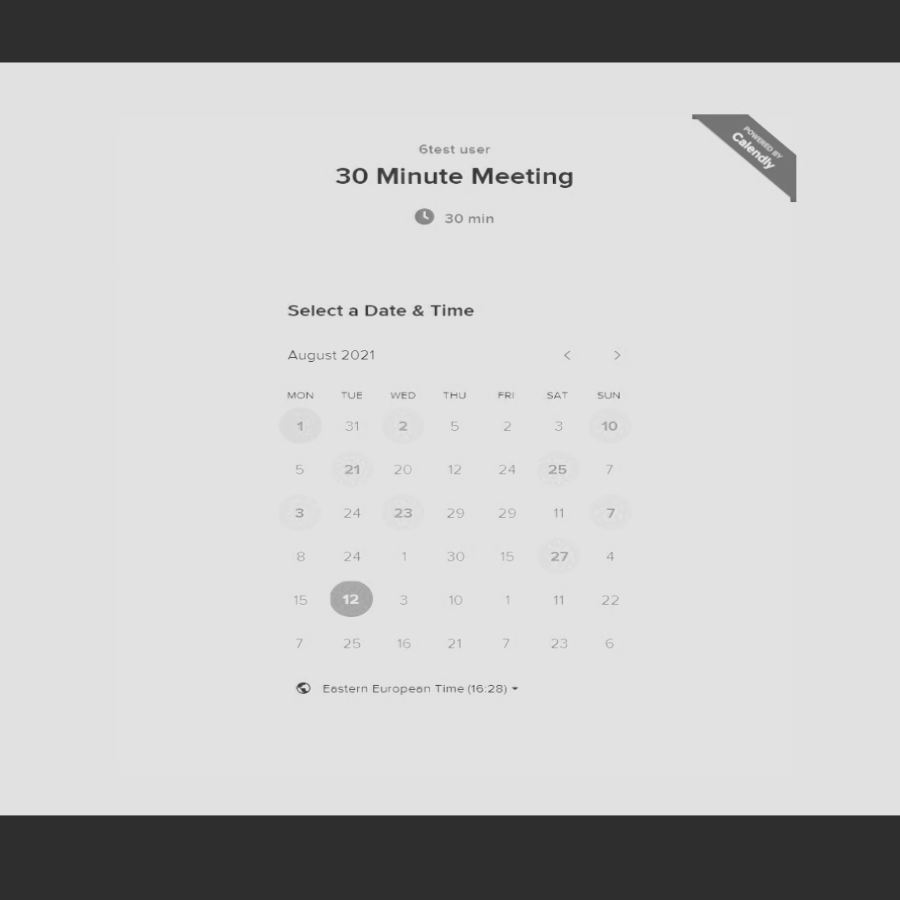 POWERED BY
Calendly
6test user
30 Minute Meeting
30 min
Select a Date & Time
August 2021 < >
MON TUE WED THU FRI SAT SUN
1 31 2 5 2 3 10
5 21 20 12 24 25 7
3 24 23 29 29 11 7
8 24 1 30 15 27 4
15 12 3 10 1 11 22
7 25 16 21 7 23 6
Eastern European Time (16:28)